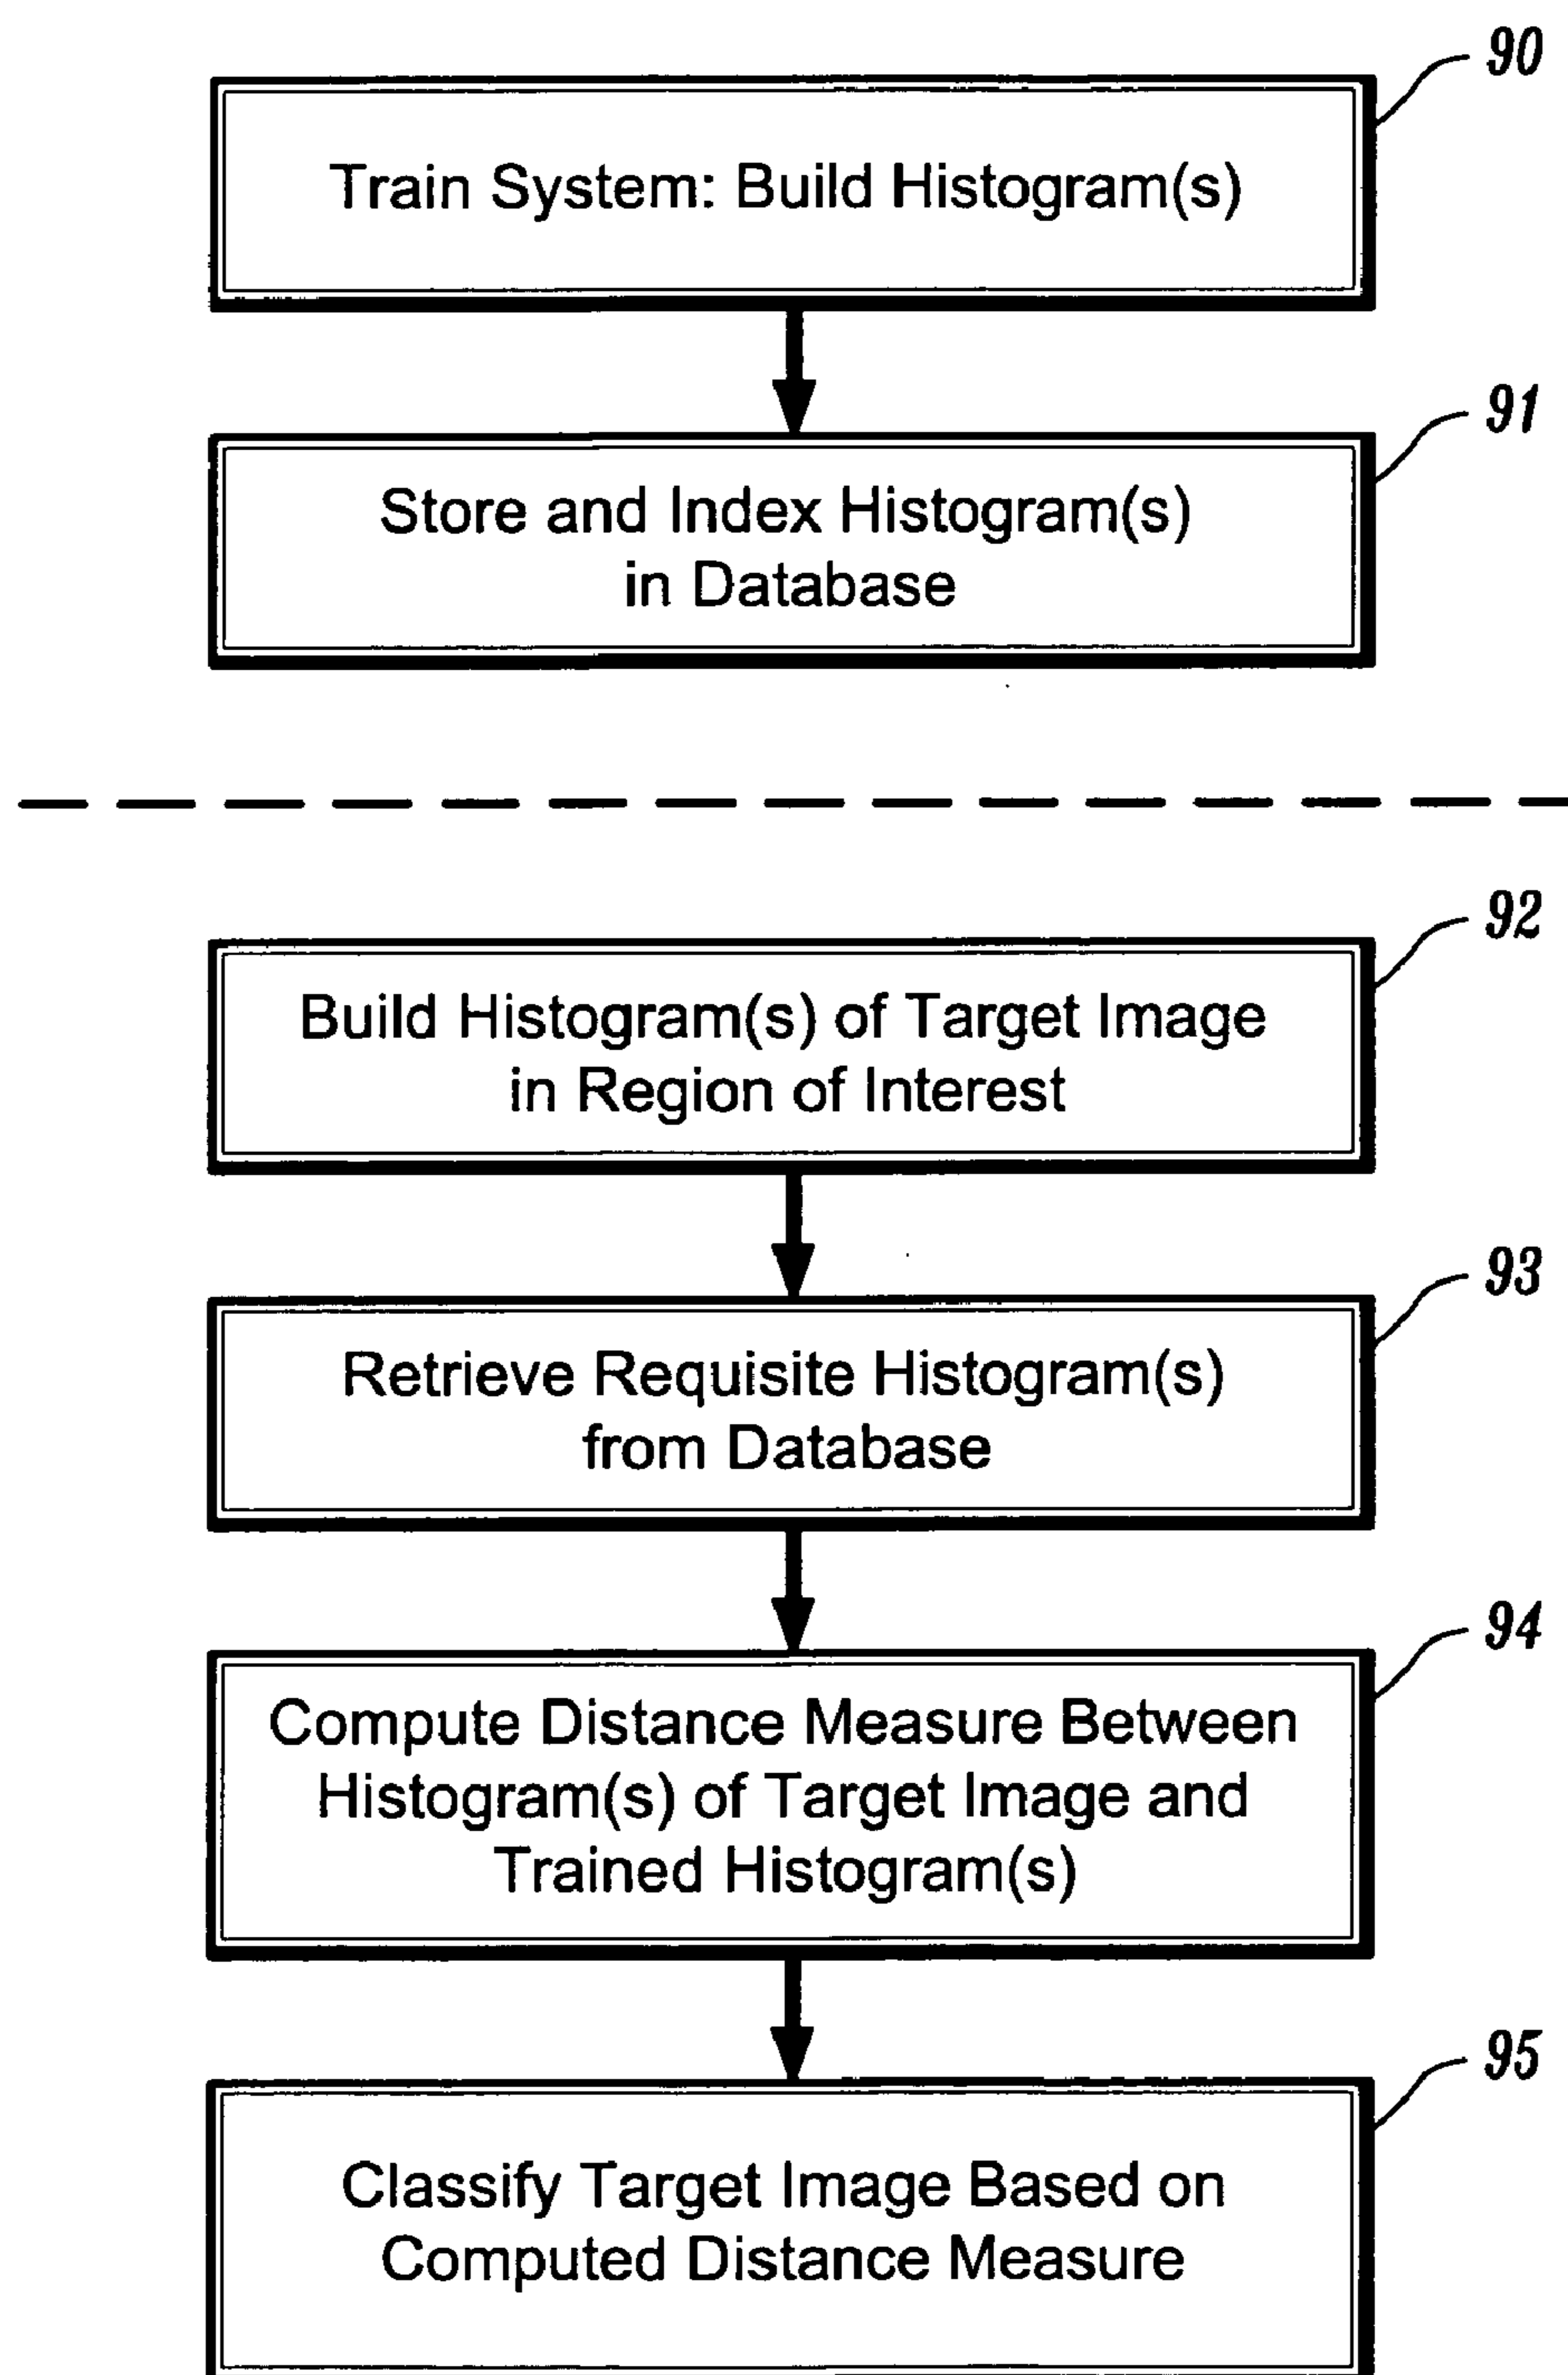 90
Train System: Build Histogram(s)
91
Store and Index Histogram(s)
in Database
92
Build Histogram(s) of Target Image
in Region of Interest
93
Retrieve Requisite Histogram(s)
from Database
94
Compute Distance Measure Between
Histogram(s) of Target Image and
Trained Histogram(s)
95
Classify Target Image Based on
Computed Distance Measure